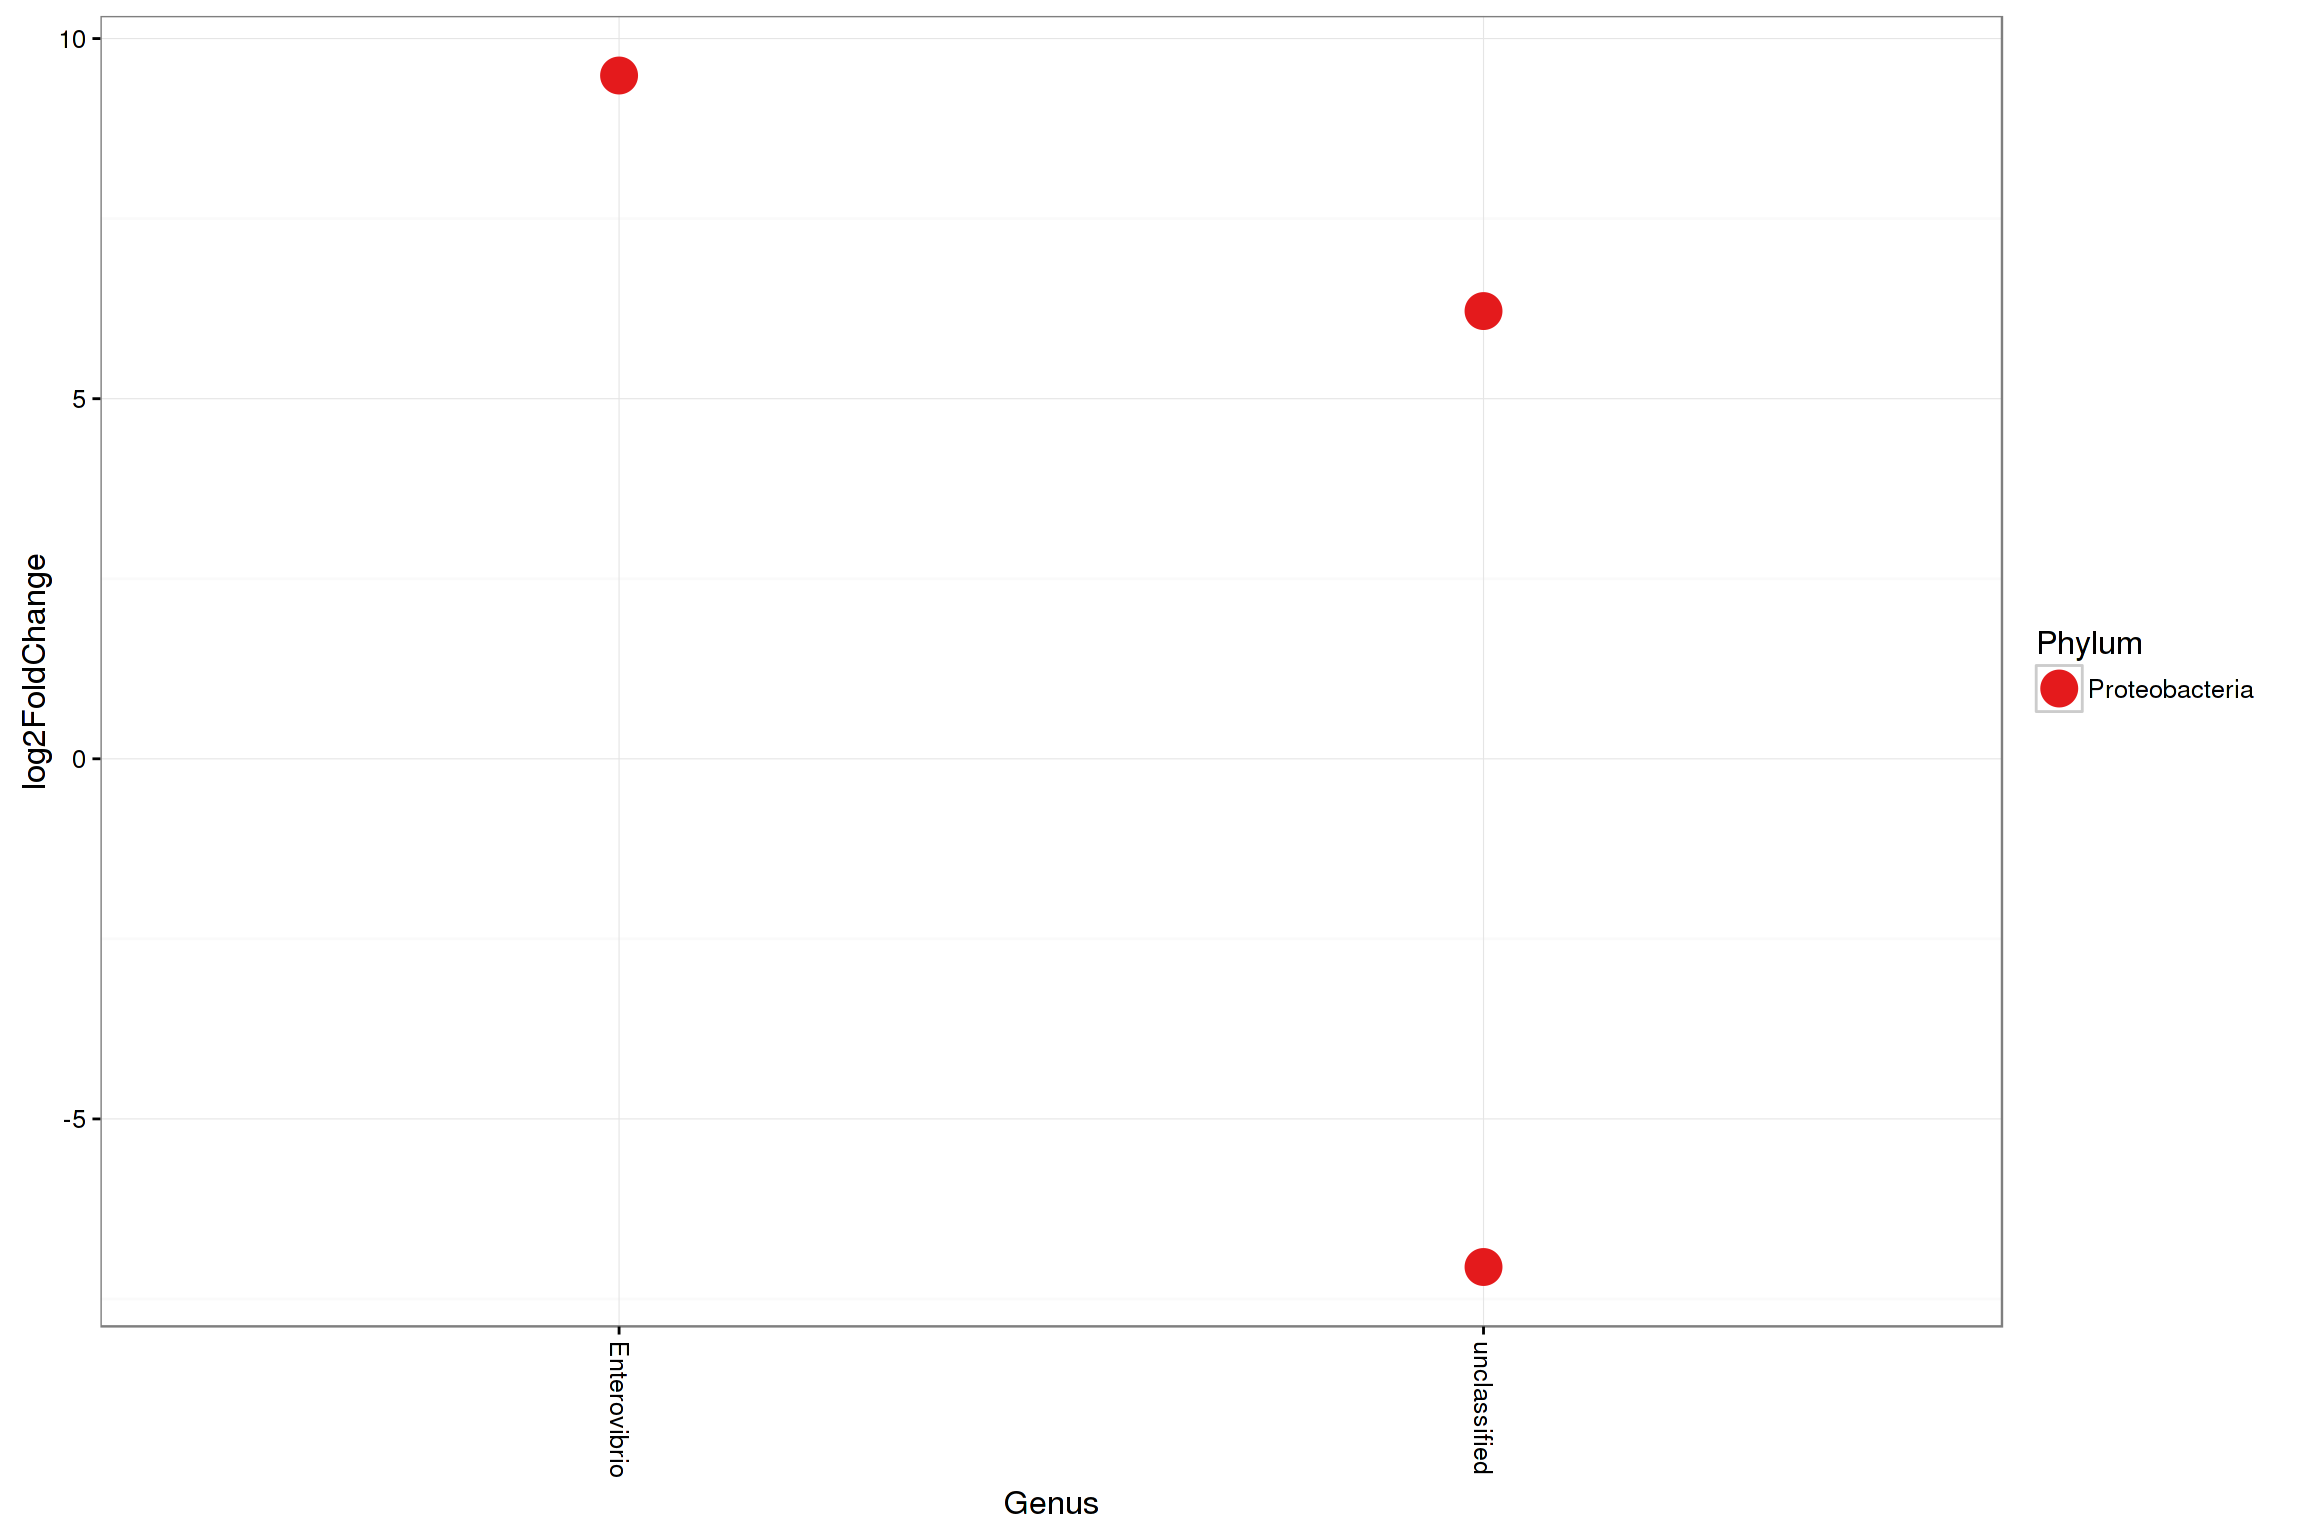 10
5
0
-5
log2FoldChange
Enterovibrio
unclassified
Genus
Phylum
Proteobacteria